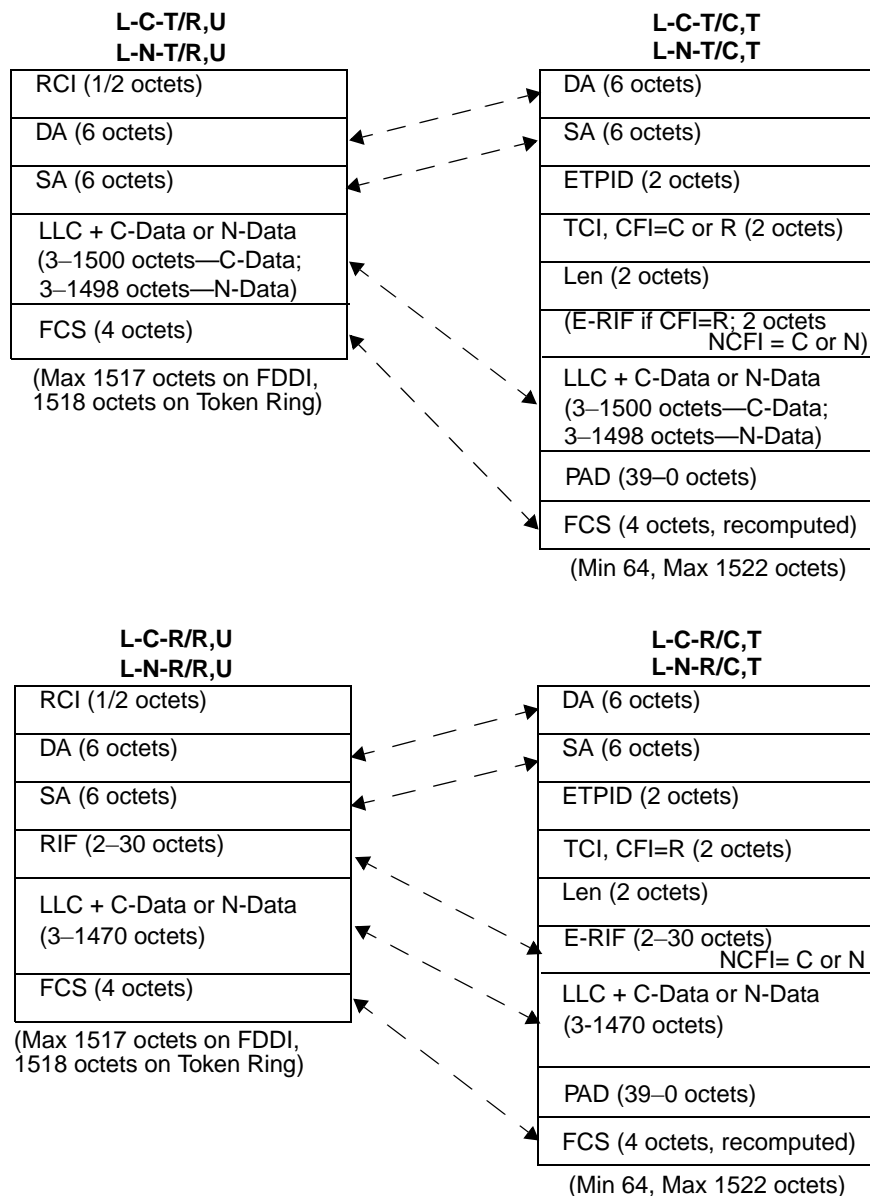 L-C-T/R,U
L-N-T/R,U
RCI (1/2 octets)
DA (6 octets)
SA (6 octets)
LLC + C-Data or N-Data
(3–1500 octets—C-Data;
3–1498 octets—N-Data)
FCS (4 octets)
(Max 1517 octets on FDDI,
1518 octets on Token Ring)
L-C-T/C,T
L-N-T/C,T
DA (6 octets)
SA (6 octets)
ETPID (2 octets)
TCI, CFI=C or R (2 octets)
Len (2 octets)
(E-RIF if CFI=R; 2 octets
NCFI = C or N)
LLC + C-Data or N-Data
(3–1500 octets—C-Data;
3–1498 octets—N-Data)
PAD (39–0 octets)
FCS (4 octets, recomputed)
(Min 64, Max 1522 octets)
L-C-R/R,U
L-N-R/R,U
RCI (1/2 octets)
DA (6 octets)
SA (6 octets)
RIF (2–30 octets)
LLC + C-Data or N-Data
(3–1470 octets)
FCS (4 octets)
(Max 1517 octets on FDDI,
1518 octets on Token Ring)
L-C-R/C,T
L-N-R/C,T
DA (6 octets)
SA (6 octets)
ETPID (2 octets)
TCI, CFI=R (2 octets)
Len (2 octets)
E-RIF (2–30 octets)
NCFI= C or N
LLC + C-Data or N-Data
(3-1470 octets)
PAD (39–0 octets)
FCS (4 octets, recomputed)
(Min 64, Max 1522 octets)